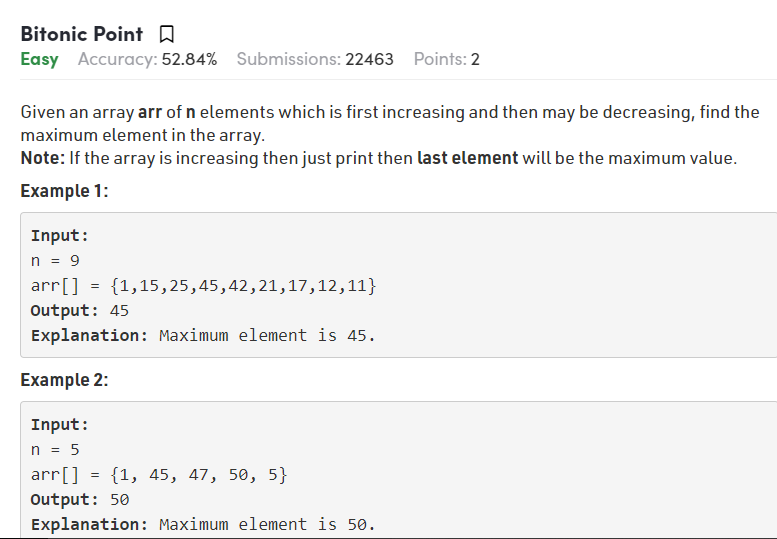 Bitonic Point
Easy Accuracy: 52.84% Submissions: 22463 Points: 2
Given an array arr of n elements which is first increasing and then may be decreasing, find the
maximum element in the array.
Note: If the array is increasing then just print then last element will be the maximum value.
Example 1:
Input:
n = 9
arr[] = {1,15,25,45,42,21,17,12,11}
Output: 45
Explanation: Maximum element is 45.
Example 2:
Input:
n = 5
arr[] = {1, 45, 47, 50, 5}
Output: 50
Explanation: Maximum element is 50.